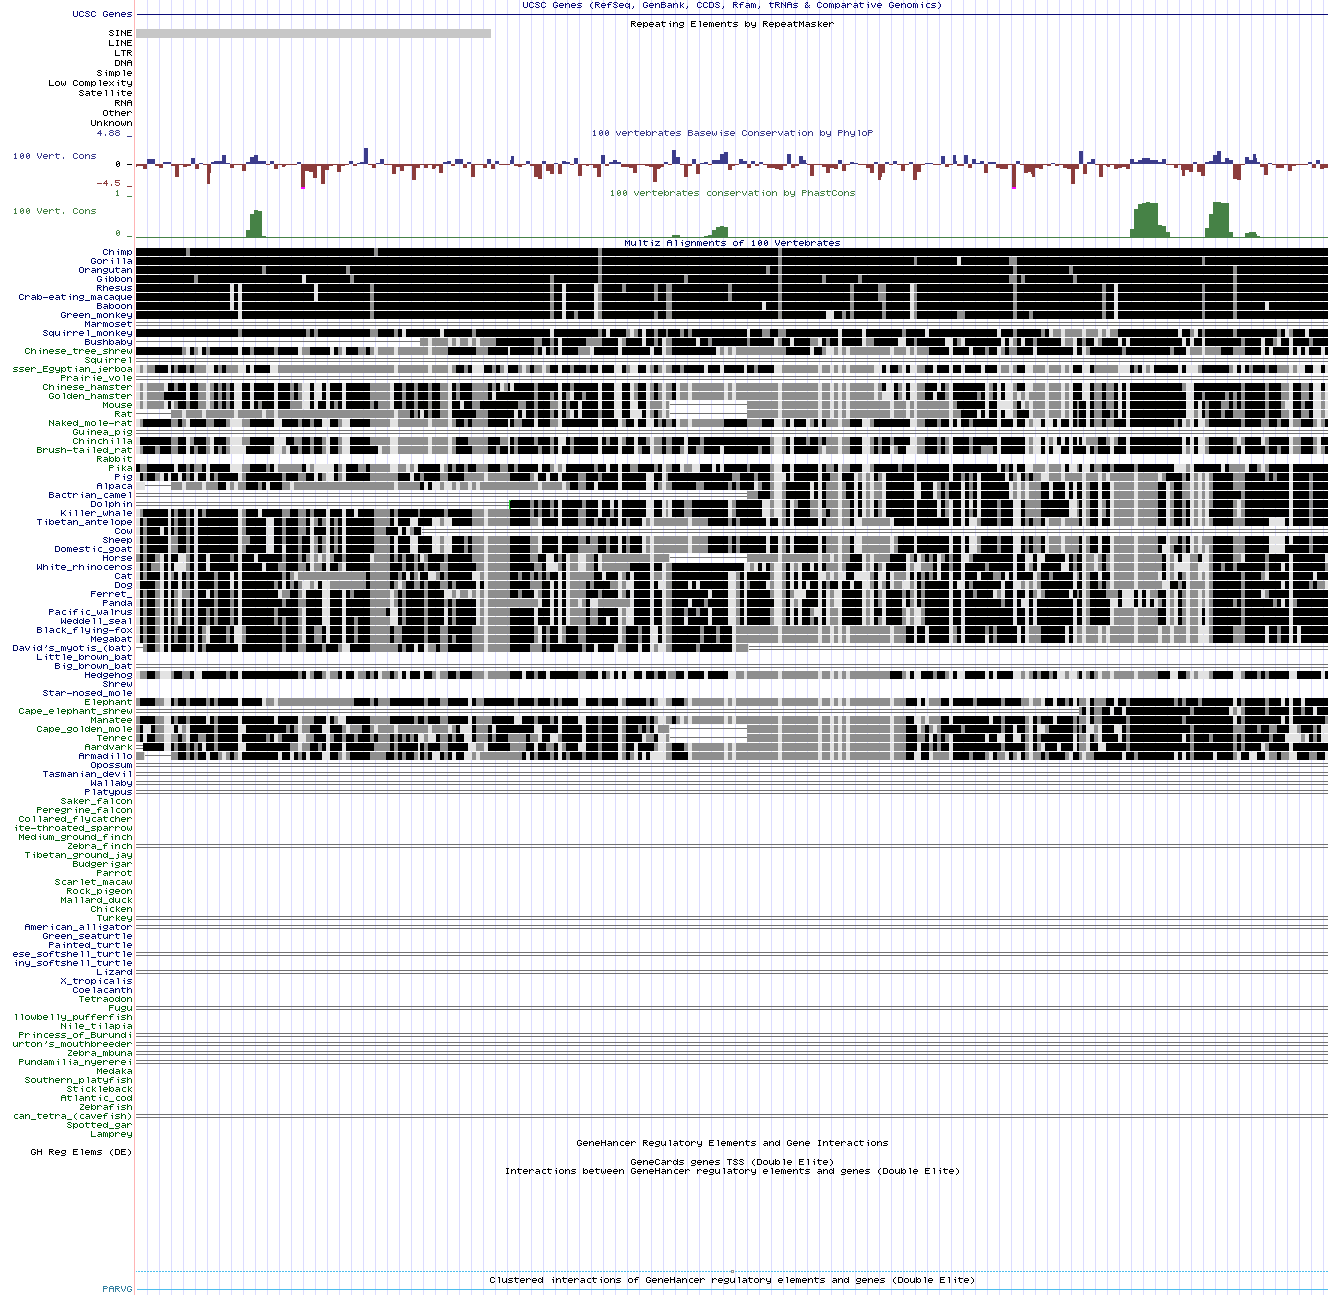 UCSC Genes (RefSeq, GenBank, CCDS, Rfam, tRNAs & Comparative Genomics)
UCSC Genes
Repeating Elements by RepeatMasker
SINE
LINE
LTR
DNA
Simple
Low Complexity
Satellite
RNA
Other
Unknown
4.88 _
100 vertebrates Basewise Conservation by PhyloP
100 Vert. Cons
0 _
-4.5 _
100 vertebrates conservation by PhastCons
1 _
100 Vert. Cons
0 _
Multiz Alignments of 100 Vertebrates
Chimp
Gorilla
Orangutan
Gibbon
Rhesus
Crab-eating_macaque
Baboon
Green_monkey
Marmoset
Squirrel_monkey
Bushbaby
Chinese_tree_shrew
Squirrel
sser_Egyptian_jerboa
Prairie_vole
Chinese_hamster
Golden_hamster
Mouse
Rat
Naked_mole-rat
Guinea_pig
Chinchilla
Brush-tailed_rat
Rabbit
Pika
Pig
Alpaca
Bactrian_camel
Dolphin
Killer_whale
Tibetan_antelope
Cow
Sheep
Domestic_goat
Horse
White_rhinoceros
Cat
Dog
Ferret_
Panda
Pacific_walrus
Weddell_seal
Black_flying-fox
Megabat
David's_myotis_(bat)
Little_brown_bat
Big_brown_bat
Hedgehog
Shrew
Star-nosed_mole
Elephant
Cape_elephant_shrew
Manatee
Cape_golden_mole
Tenrec
Aardvark
Armadillo
Opossum
Tasmanian_devil
Wallaby
Platypus
Saker_falcon
Peregrine_falcon
Collared_flycatcher
ite-throated_sparrow
Medium_ground_finch
Zebra_finch
Tibetan_ground_jay
Budgerigar
Parrot
Scarlet_macaw
Rock_pigeon
Mallard_duck
Chicken
Turkey
American_alligator
Green_seaturtle
Painted_turtle
ese_softshell_turtle
iny_softshell_turtle
Lizard
X_tropicalis
Coelacanth
Tetraodon
Fugu
llowbelly_pufferfish
Nile_tilapia
Princess_of_Burundi
urton's_mouthbreeder
Zebra_mbuna
Pundamilia_nyererei
Medaka
Southern_platyfish
Stickleback
Atlantic_cod
Zebrafish
can_tetra_(cavefish)
Spotted_gar
Lamprey
GeneHancer Regulatory Elements and Gene Interactions
GH Reg Elems (DE)
GeneCards genes TSS (Double Elite)
Interactions between GeneHancer regulatory elements and genes (Double Elite)
Clustered interactions of GeneHancer regulatory elements and genes (Double Elite)
PARVG